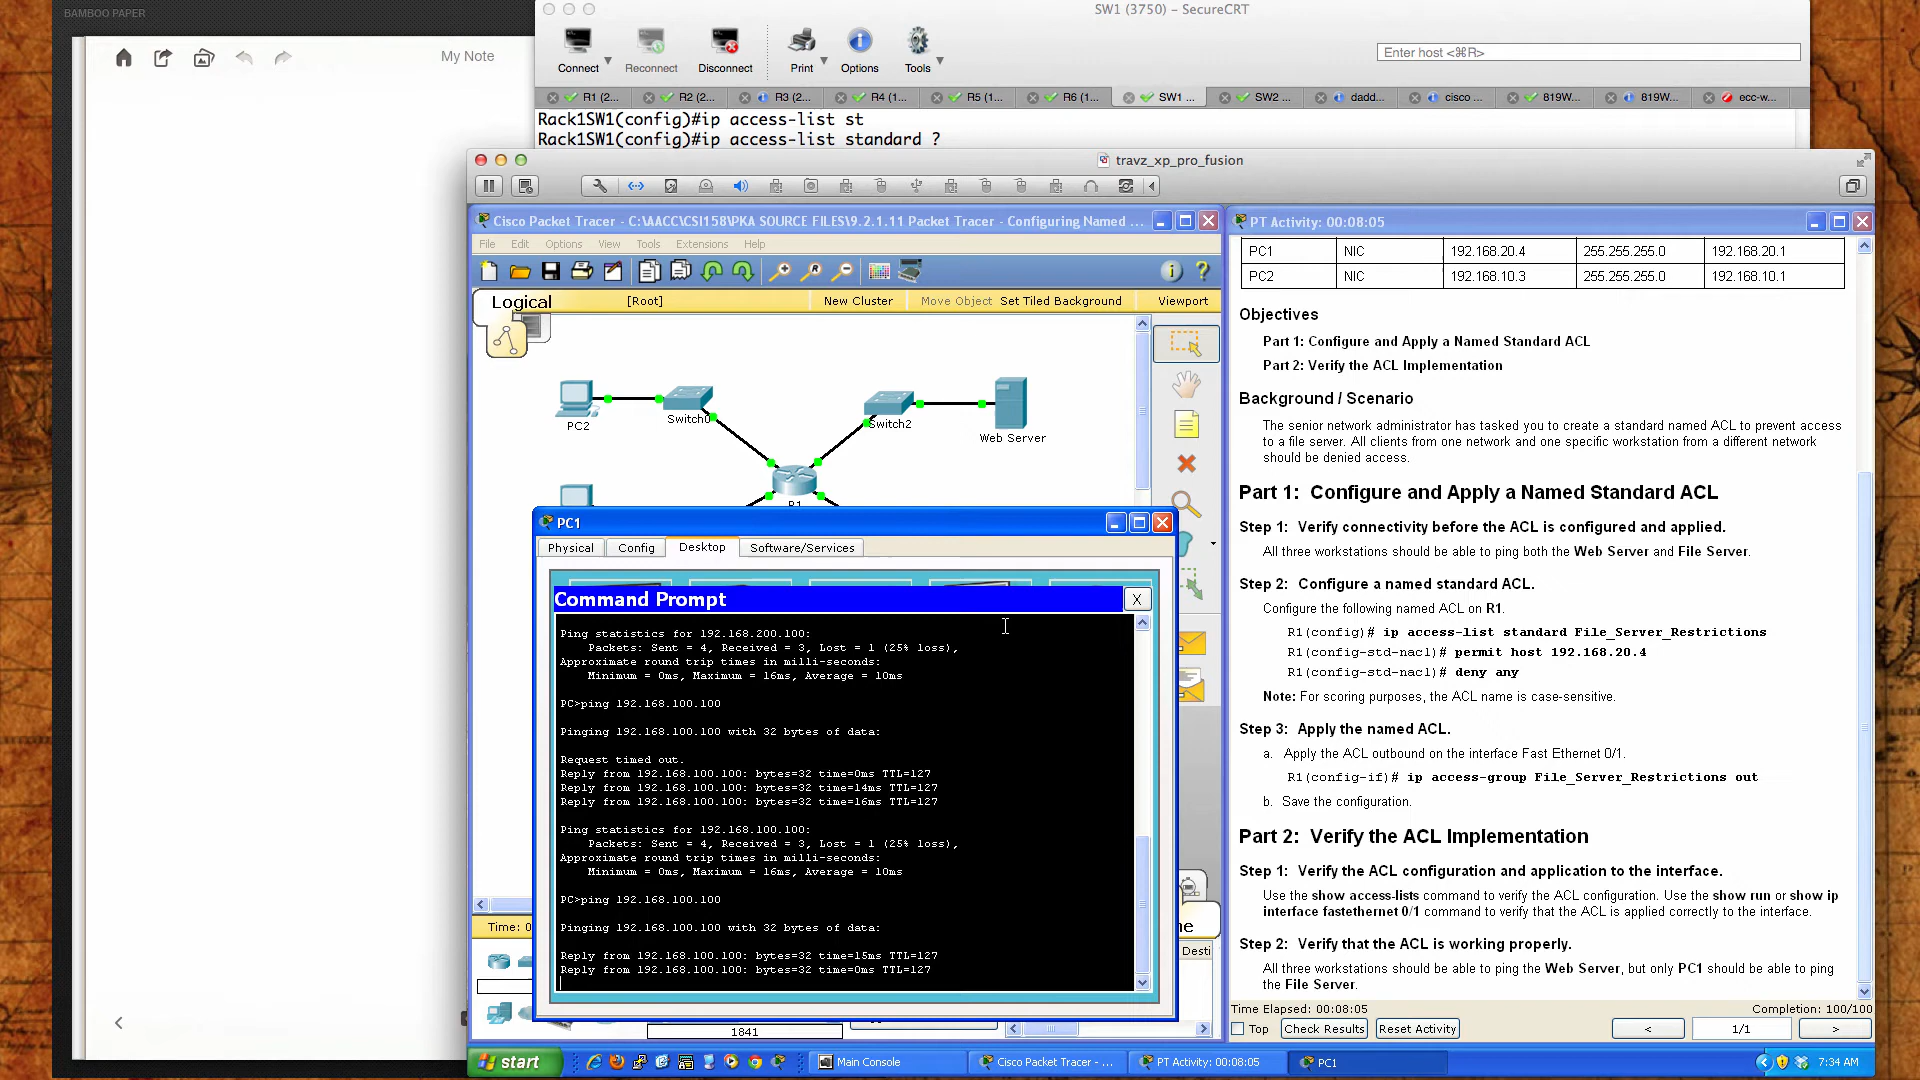 BAMBOO PAPER
My Note
SW1 (3750) - SecureCRT
Connect
Reconnect
Disconnect
Print
Options
Tools
Enter host <⌘R>
R1 (2...
R2 (2...
R3 (2...
R4 (1...
R5 (1...
R6 (1...
SW1 ...
SW2 ...
dadd...
cisco ...
819W...
819W...
ecc-w...
Rack1SW1(config)#ip access-list st
Rack1SW1(config)#ip access-list standard ?
travz_xp_pro_fusion
Cisco Packet Tracer - C:\AACC\CSI158\PKA SOURCE FILES\9.2.1.11 Packet Tracer - Configuring Named ...
File Edit Options View Tools Extensions Help
Logical
[Root]
New Cluster
Move Object
Set Tiled Background
Viewport
PC2
Switch0
Switch2
Web Server
R1
PC1
Physical
Config
Desktop
Software/Services
Command Prompt
X
Ping statistics for 192.168.200.100:
Packets: Sent = 4, Received = 3, Lost = 1 (25% loss),
Approximate round trip times in milli-seconds:
Minimum = 0ms, Maximum = 16ms, Average = 10ms
PC>ping 192.168.100.100
Pinging 192.168.100.100 with 32 bytes of data:
Request timed out.
Reply from 192.168.100.100: bytes=32 time=0ms TTL=127
Reply from 192.168.100.100: bytes=32 time=14ms TTL=127
Reply from 192.168.100.100: bytes=32 time=16ms TTL=127
Ping statistics for 192.168.100.100:
Packets: Sent = 4, Received = 3, Lost = 1 (25% loss),
Approximate round trip times in milli-seconds:
Minimum = 0ms, Maximum = 16ms, Average = 10ms
PC>ping 192.168.100.100
Pinging 192.168.100.100 with 32 bytes of data:
Reply from 192.168.100.100: bytes=32 time=15ms TTL=127
Reply from 192.168.100.100: bytes=32 time=0ms TTL=127
Time: 0
ne
Desti
1841
PT Activity: 00:08:05
PC1 NIC 192.168.20.4 255.255.255.0 192.168.20.1
PC2 NIC 192.168.10.3 255.255.255.0 192.168.10.1
Objectives
Part 1: Configure and Apply a Named Standard ACL
Part 2: Verify the ACL Implementation
Background / Scenario
The senior network administrator has tasked you to create a standard named ACL to prevent access
to a file server. All clients from one network and one specific workstation from a different network
should be denied access.
Part 1: Configure and Apply a Named Standard ACL
Step 1: Verify connectivity before the ACL is configured and applied.
All three workstations should be able to ping both the Web Server and File Server.
Step 2: Configure a named standard ACL.
Configure the following named ACL on R1.
R1(config)# ip access-list standard File_Server_Restrictions
R1(config-std-nacl)# permit host 192.168.20.4
R1(config-std-nacl)# deny any
Note: For scoring purposes, the ACL name is case-sensitive.
Step 3: Apply the named ACL.
a. Apply the ACL outbound on the interface Fast Ethernet 0/1.
R1(config-if)# ip access-group File_Server_Restrictions out
b. Save the configuration.
Part 2: Verify the ACL Implementation
Step 1: Verify the ACL configuration and application to the interface.
Use the show access-lists command to verify the ACL configuration. Use the show run or show ip
interface fastethernet 0/1 command to verify that the ACL is applied correctly to the interface.
Step 2: Verify that the ACL is working properly.
All three workstations should be able to ping the Web Server, but only PC1 should be able to ping
the File Server.
Time Elapsed: 00:08:05
Completion: 100/100
Top
Check Results
Reset Activity
<
1/1
>
start
Main Console
Cisco Packet Tracer - ...
PT Activity: 00:08:05
PC1
7:34 AM